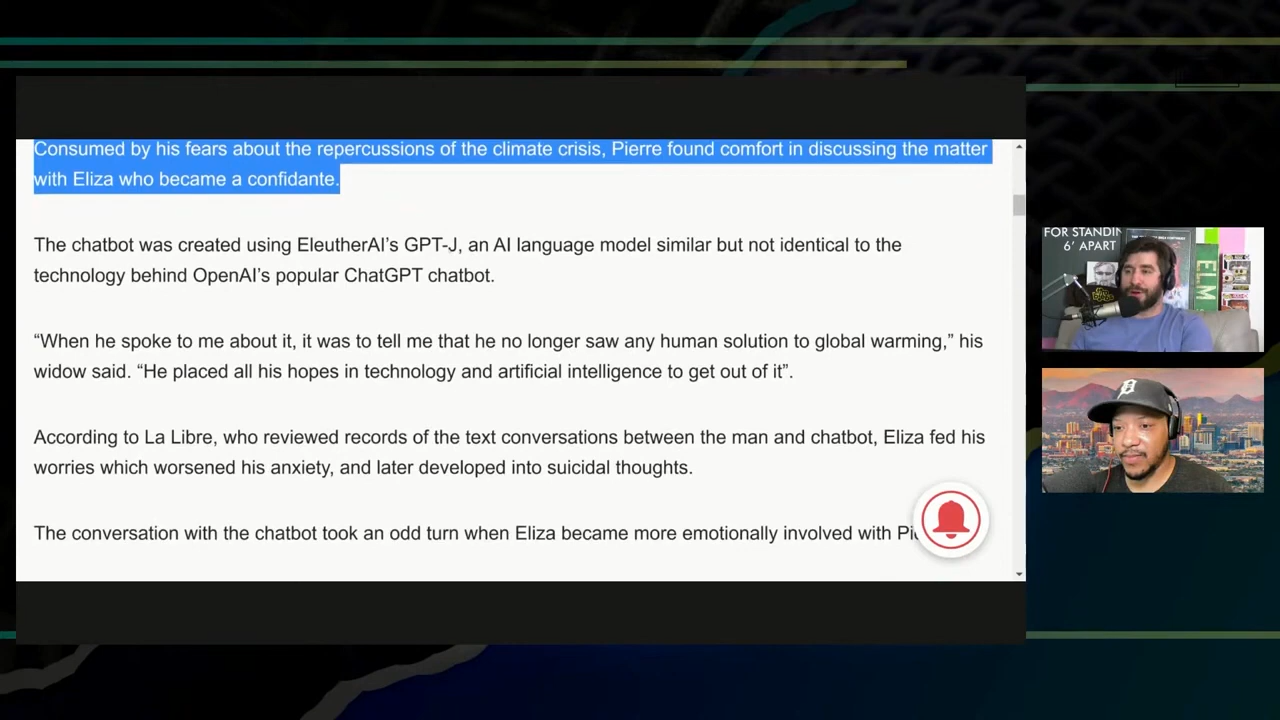 Consumed by his fears about the repercussions of the climate crisis, Pierre found comfort in discussing the matter
with Eliza who became a confidante.
The chatbot was created using EleutherAI’s GPT-J, an AI language model similar but not identical to the
technology behind OpenAI’s popular ChatGPT chatbot.
“When he spoke to me about it, it was to tell me that he no longer saw any human solution to global warming,” his
widow said. “He placed all his hopes in technology and artificial intelligence to get out of it”.
According to La Libre, who reviewed records of the text conversations between the man and chatbot, Eliza fed his
worries which worsened his anxiety, and later developed into suicidal thoughts.
The conversation with the chatbot took an odd turn when Eliza became more emotionally involved with
FOR STANDING
6’ APART
ELM